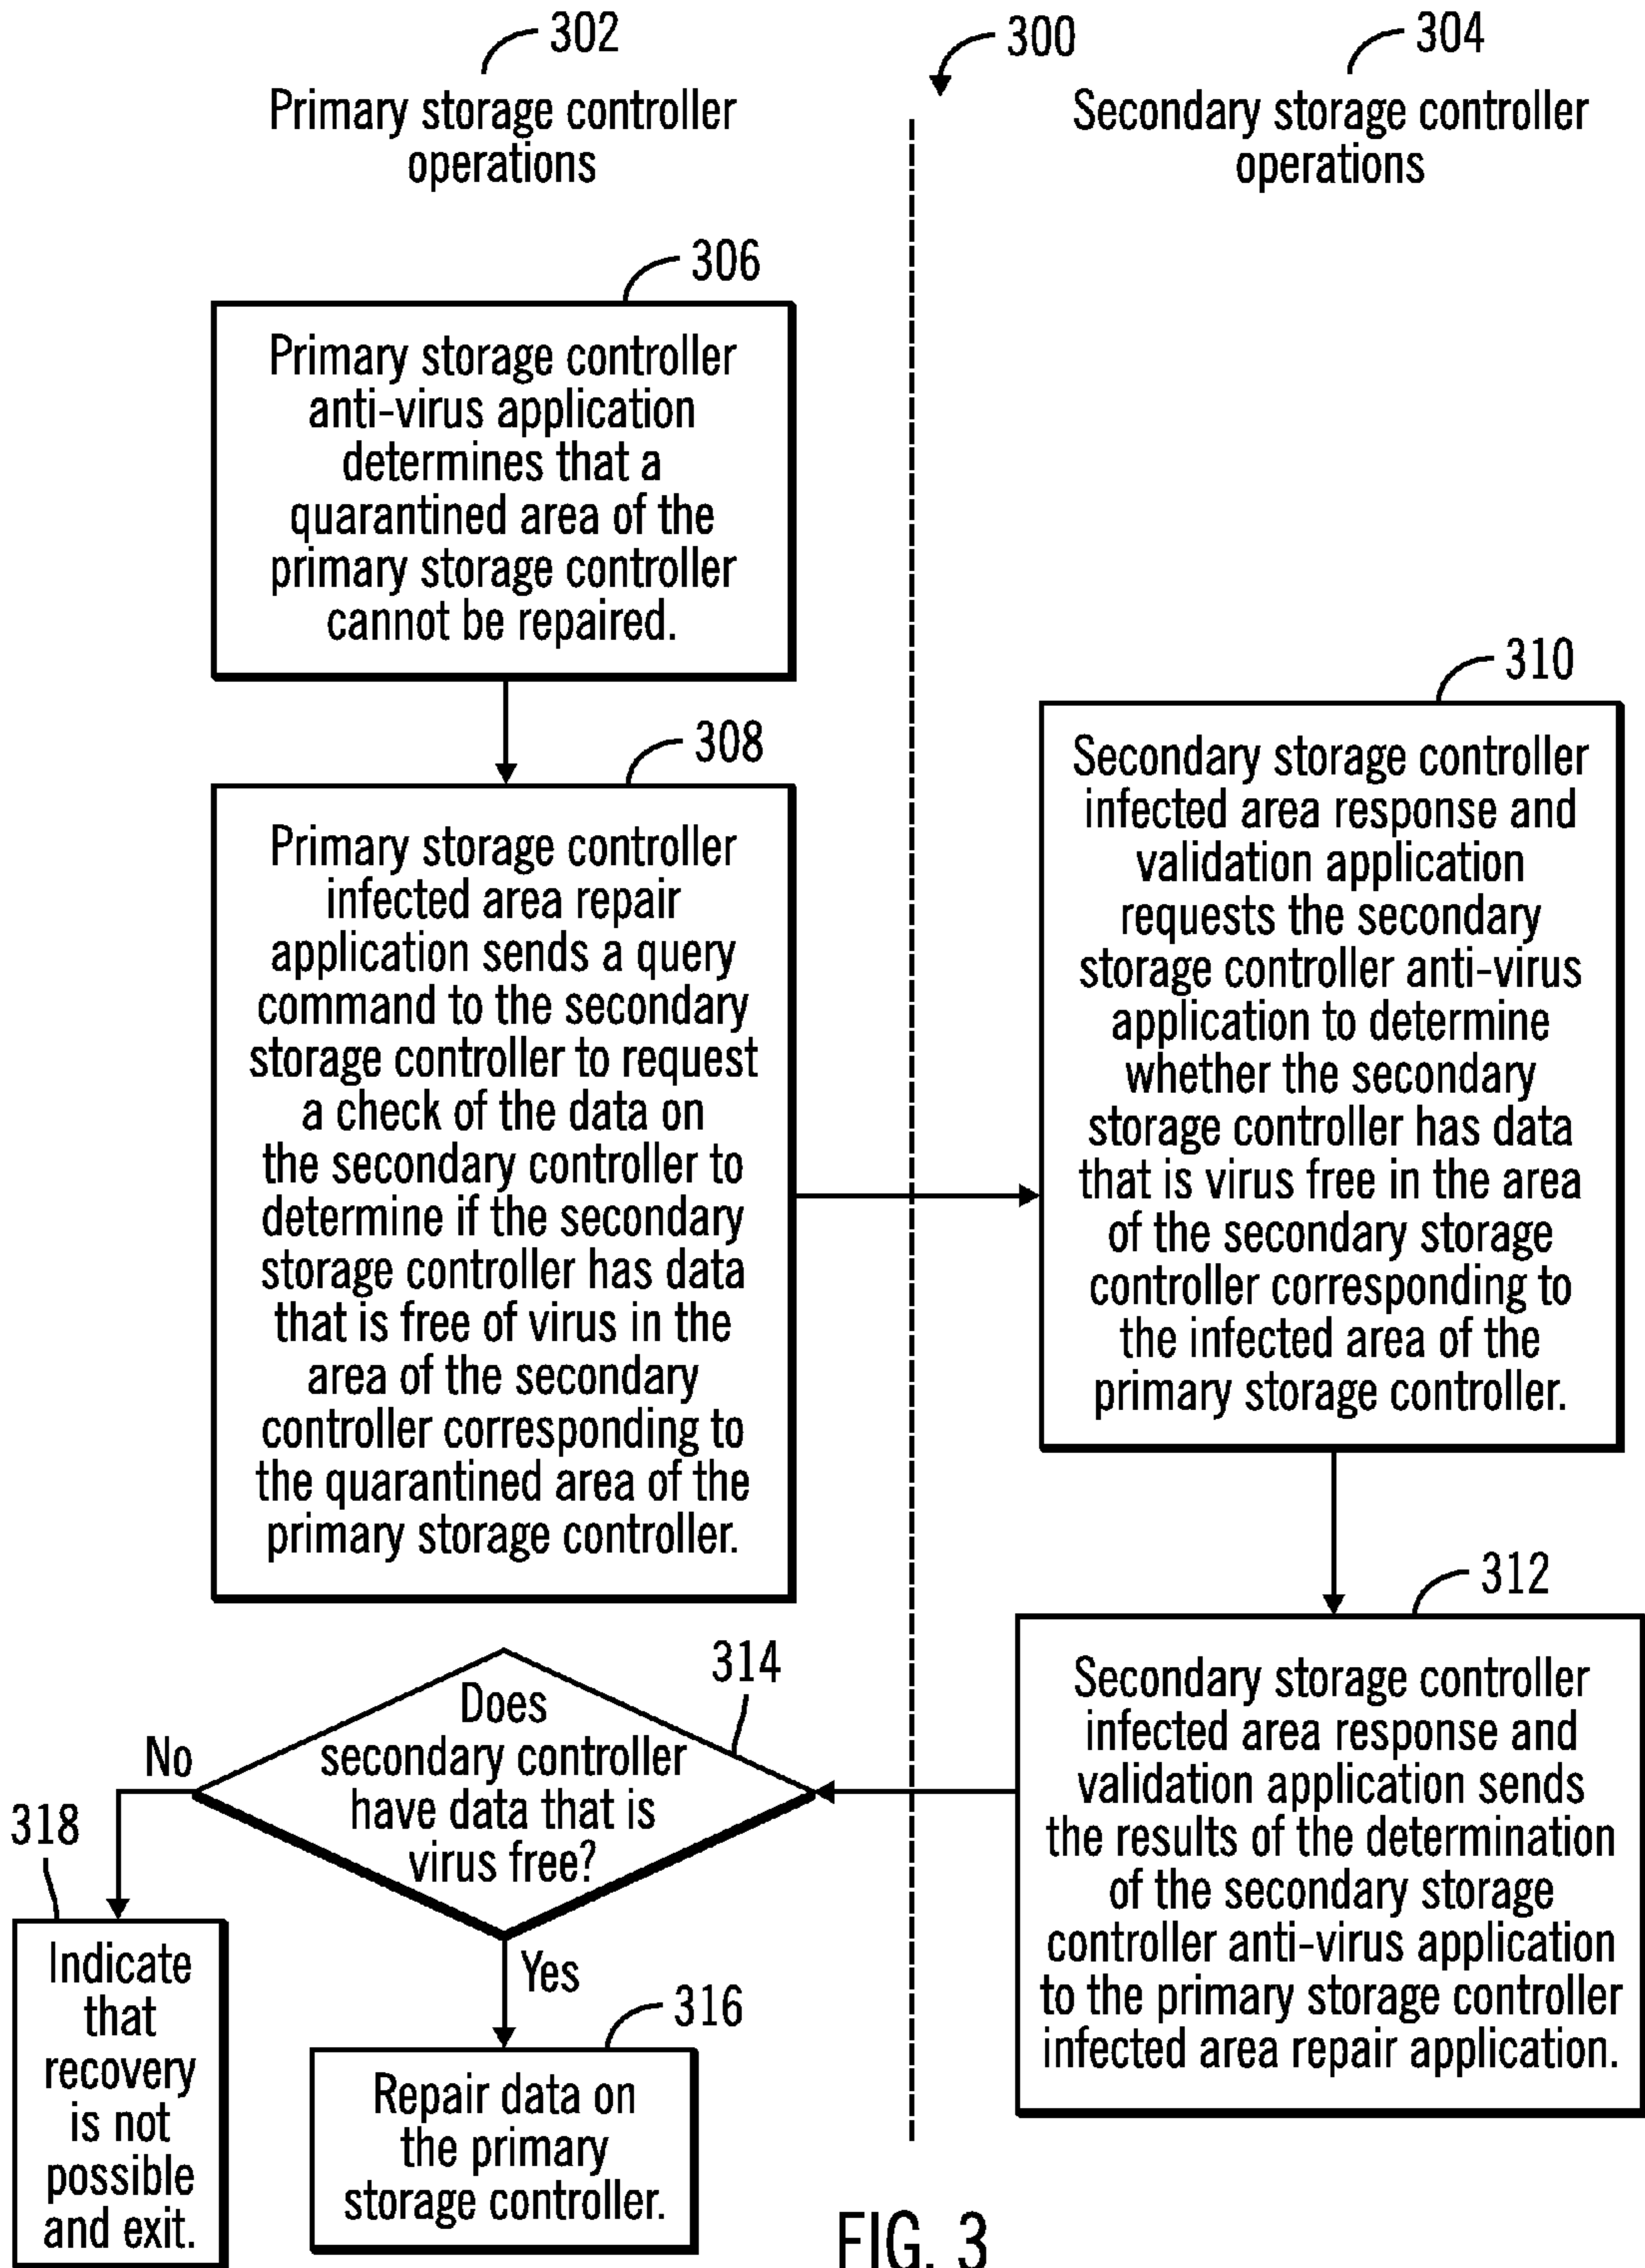 302
Primary storage controller
operations
300
304
Secondary storage controller
operations
306
Primary storage controller
anti-virus application
determines that a
quarantined area of the
primary storage controller
cannot be repaired.
308
Primary storage controller
infected area repair
application sends a query
command to the secondary
storage controller to request
a check of the data on
the secondary controller to
determine if the secondary
storage controller has data
that is free of virus in the
area of the secondary
controller corresponding to
the quarantined area of the
primary storage controller.
310
Secondary storage controller
infected area response and
validation application
requests the secondary
storage controller anti-virus
application to determine
whether the secondary
storage controller has data
that is virus free in the area
of the secondary storage
controller corresponding to
the infected area of the
primary storage controller.
312
Secondary storage controller
infected area response and
validation application sends
the results of the determination
of the secondary storage
controller anti-virus application
to the primary storage controller
infected area repair application.
314
Does
secondary controller
have data that is
virus free?
No
318
Indicate
that
recovery
is not
possible
and exit.
Yes
316
Repair data on
the primary
storage controller.
FIG. 3